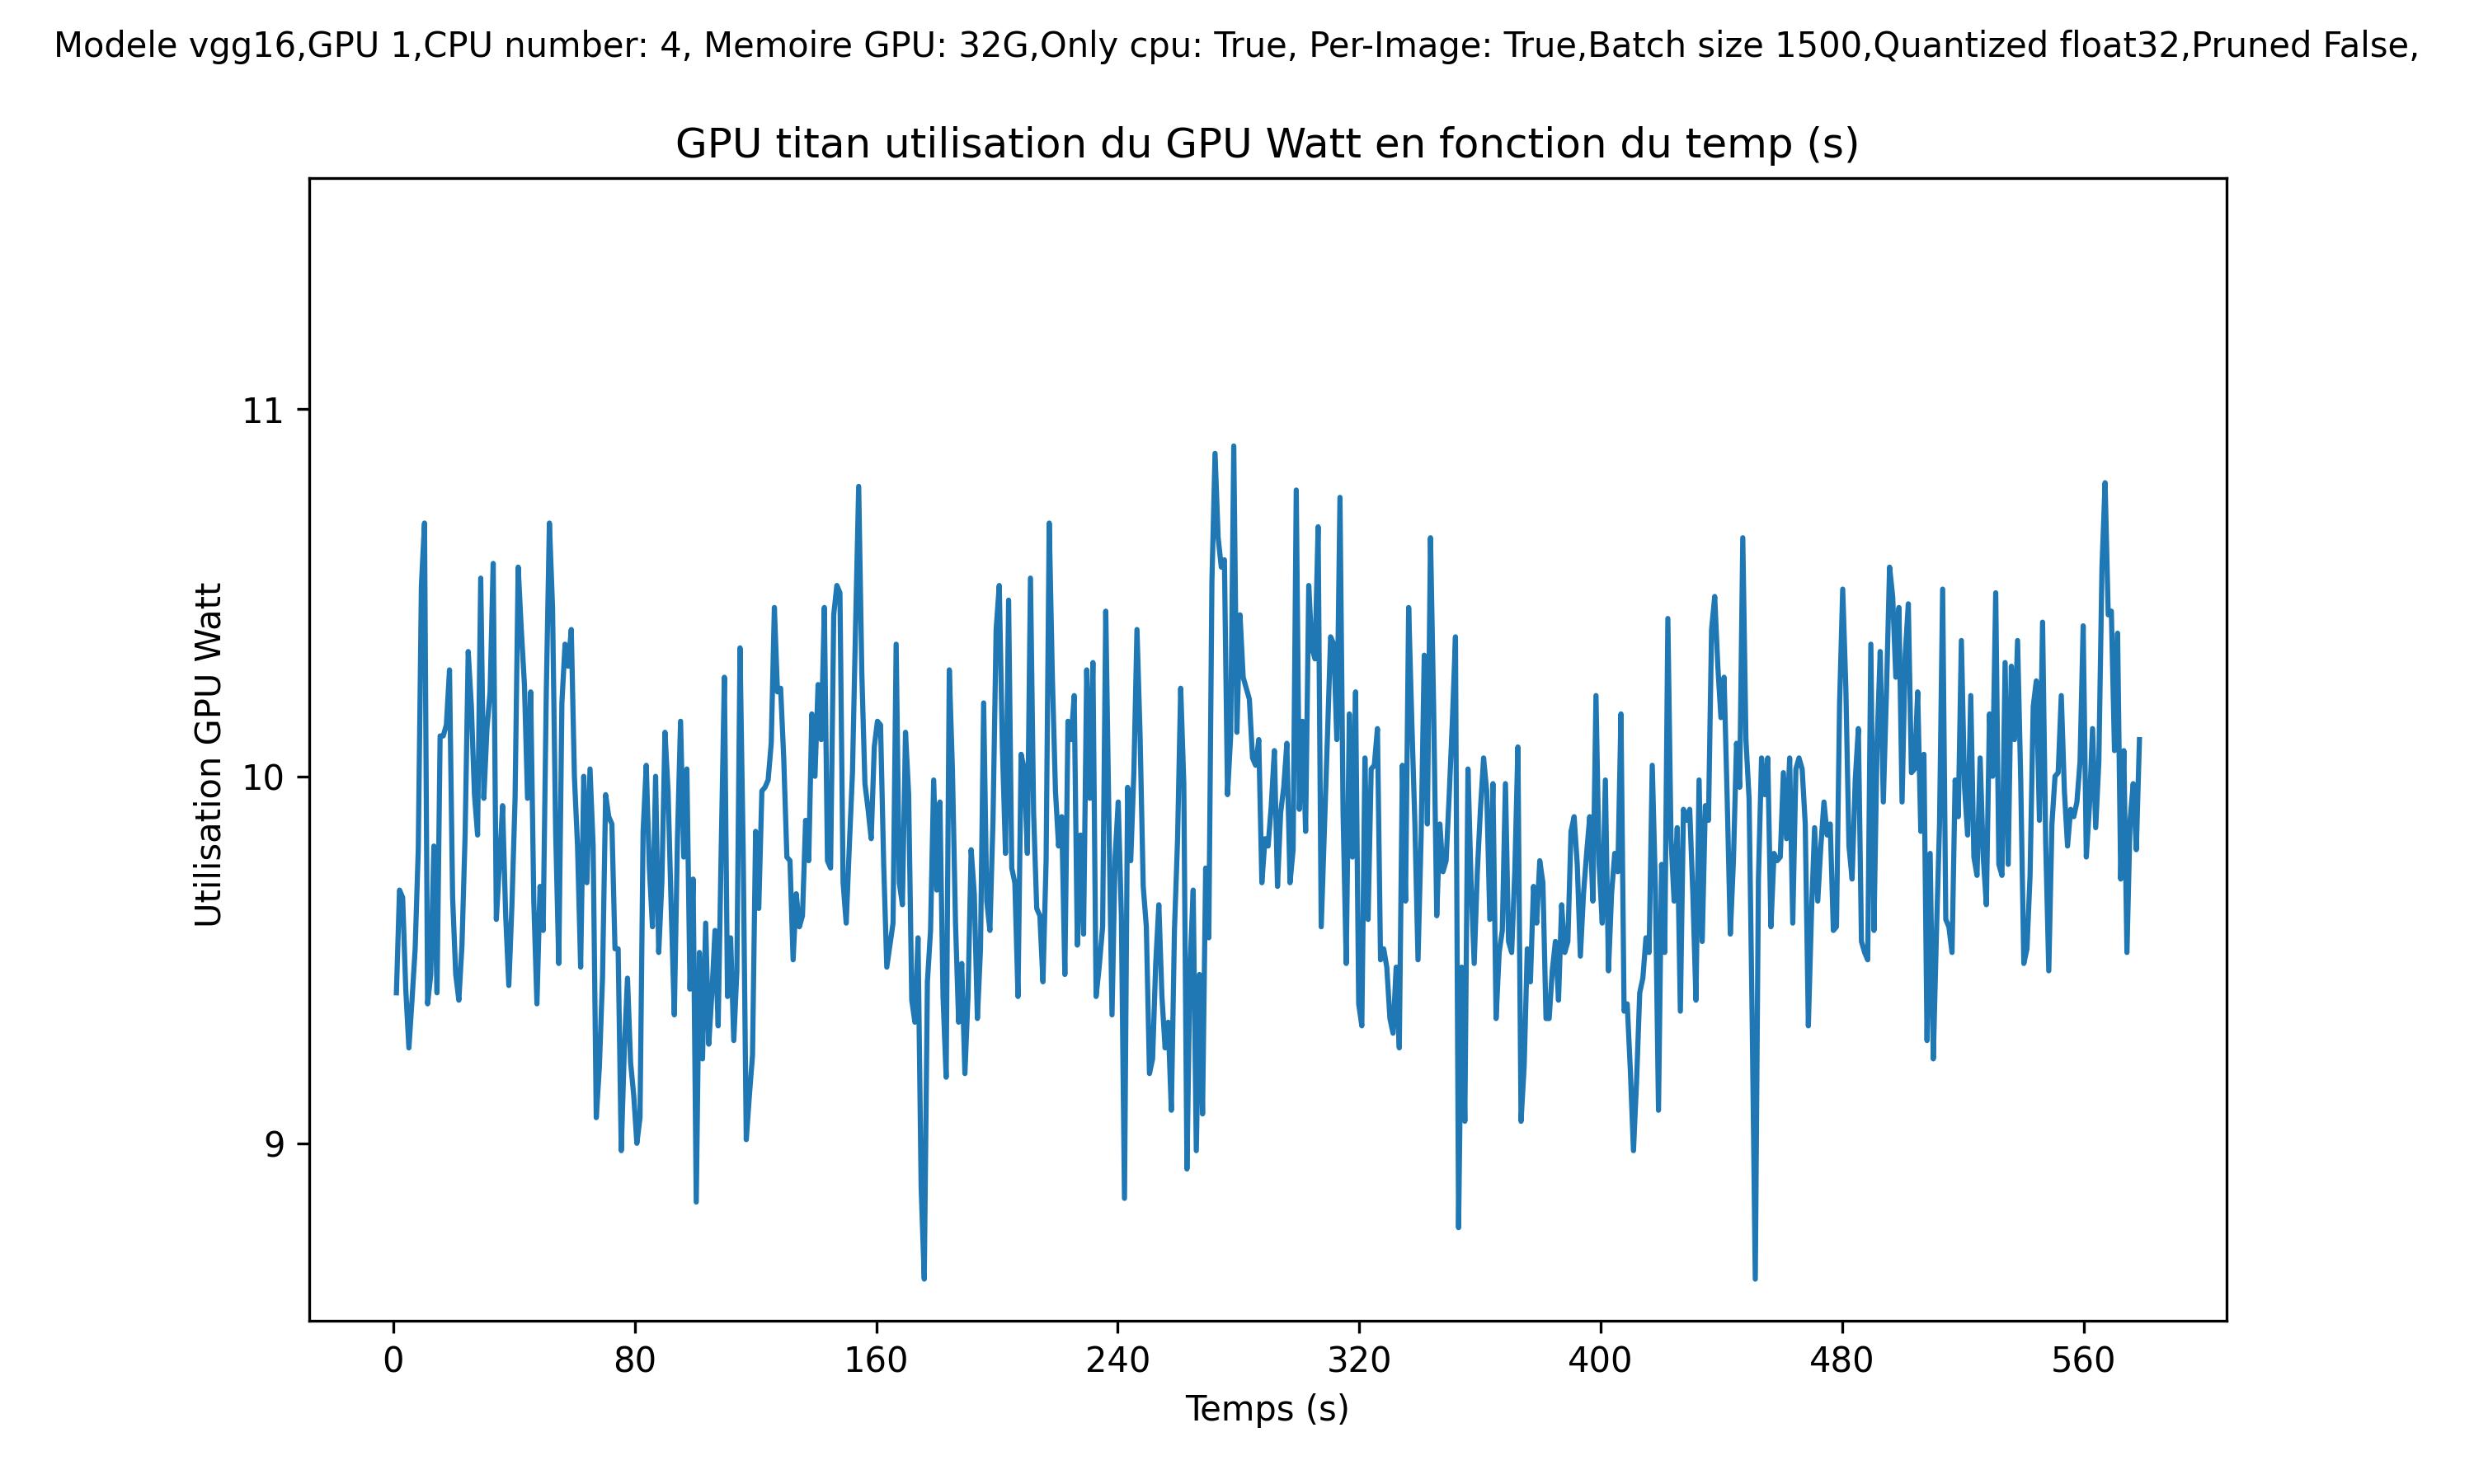 Modele vgg16,GPU 1,CPU number: 4, Memoire GPU: 32G,Only cpu: True, Per-Image: True,Batch size 1500,Quantized float32,Pruned False,
GPU titan utilisation du GPU Watt en fonction du temp (s)
Utilisation GPU Watt
11
10
9
0 80 160 240 320 400 480 560
Temps (s)